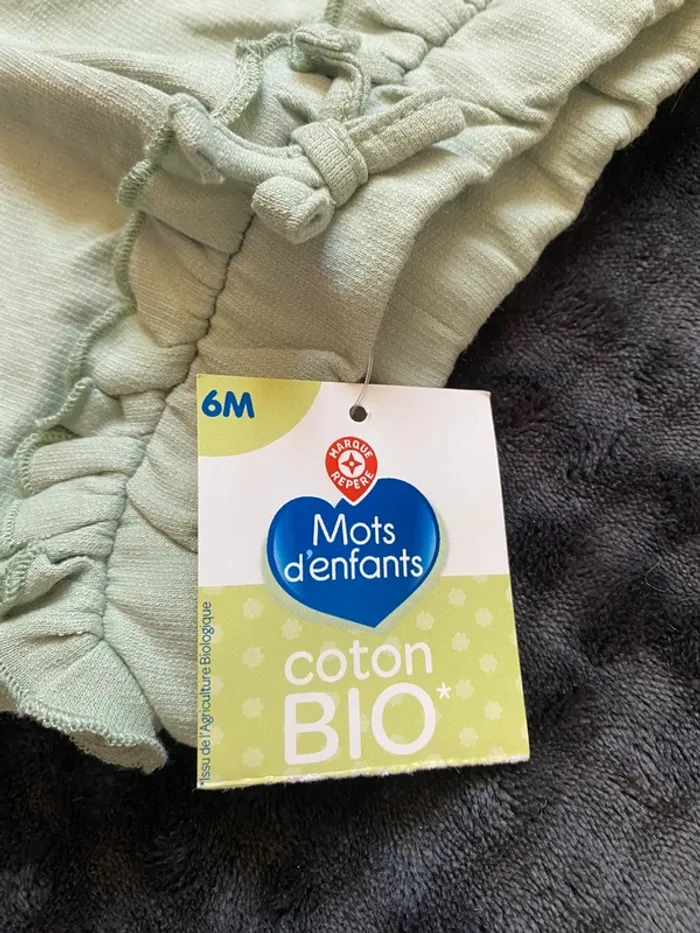 6M
MARQUE
REPÈRE
Mots
d'enfants
coton
BIO*
*Issu de l'Agriculture Biologique